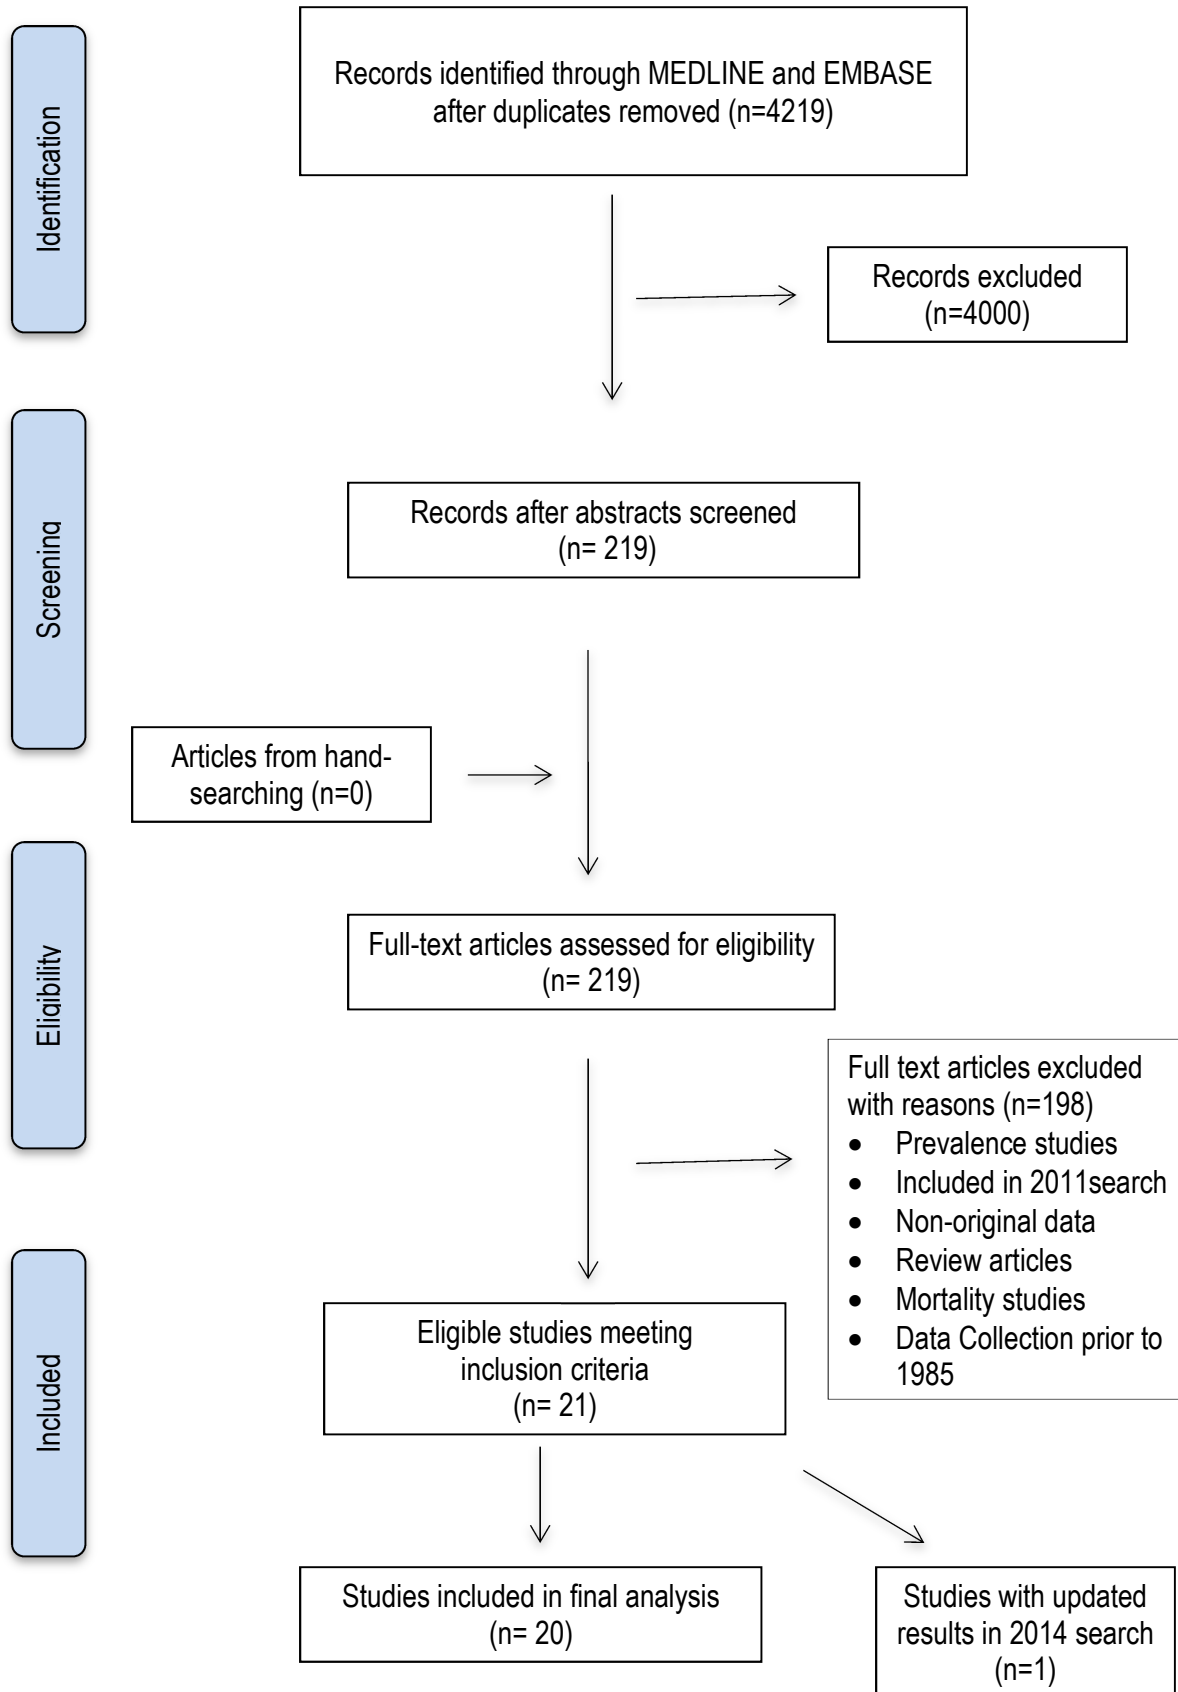 Identification
Records identified through MEDLINE and EMBASE
after duplicates removed (n=4219)
Records excluded
(n=4000)
Screening
Records after abstracts screened
(n= 219)
Articles from hand-
searching (n=0)
Eligibility
Full-text articles assessed for eligibility
(n= 219)
Full text articles excluded
with reasons (n=198)
• Prevalence studies
• Included in 2011search
• Non-original data
• Review articles
• Mortality studies
• Data Collection prior to
1985
Included
Eligible studies meeting
inclusion criteria
(n= 21)
Studies included in final analysis
(n= 20)
Studies with updated
results in 2014 search
(n=1)